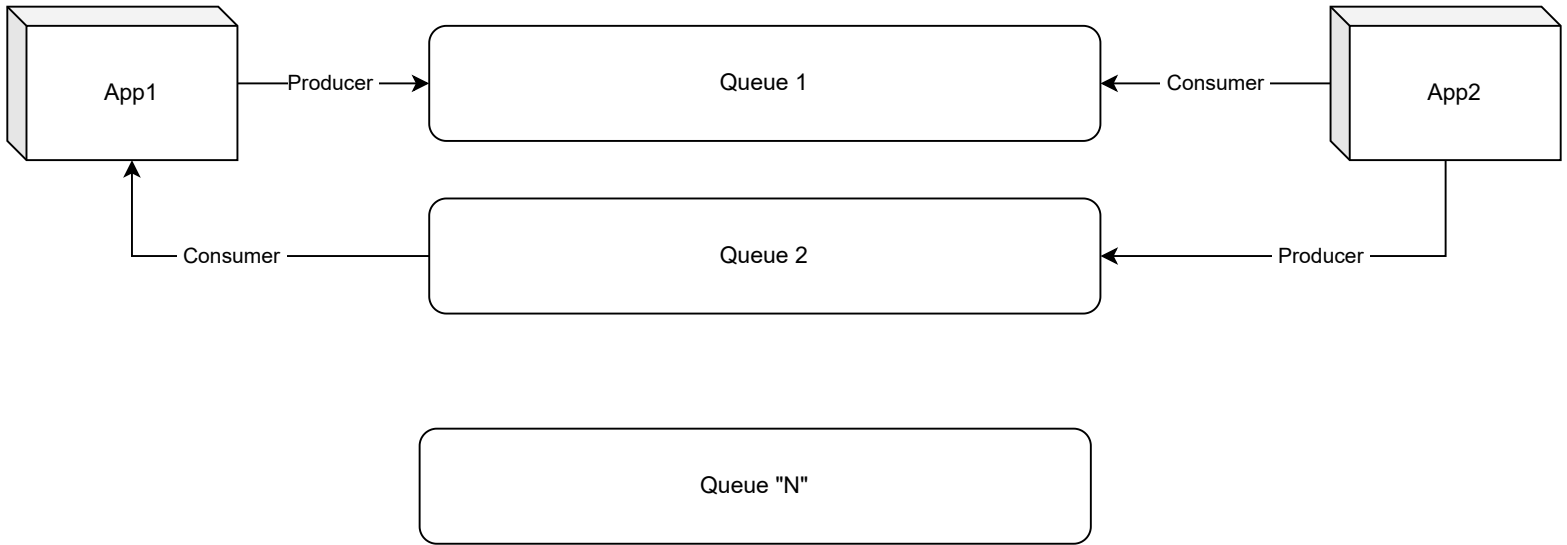 App1
Producer
Queue 1
Consumer
App2
Consumer
Queue 2
Producer
Queue "N"